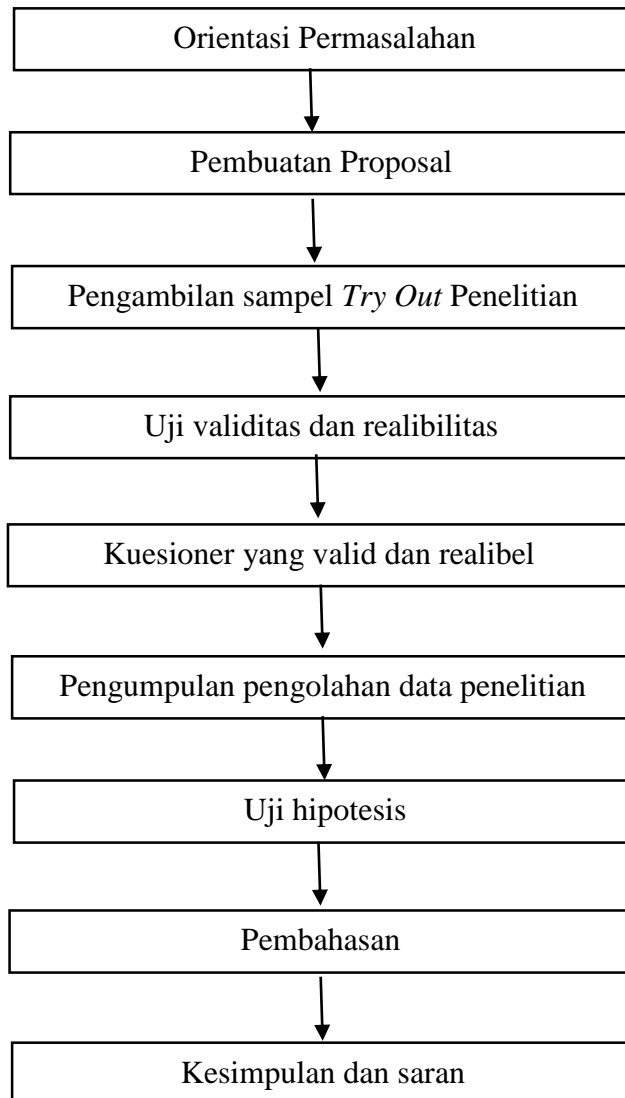 Orientasi Permasalahan
Pembuatan Proposal
Pengambilan sampel Try Out Penelitian
Uji validitas dan realibilitas
Kuesioner yang valid dan realibel
Pengumpulan pengolahan data penelitian
Uji hipotesis
Pembahasan
Kesimpulan dan saran